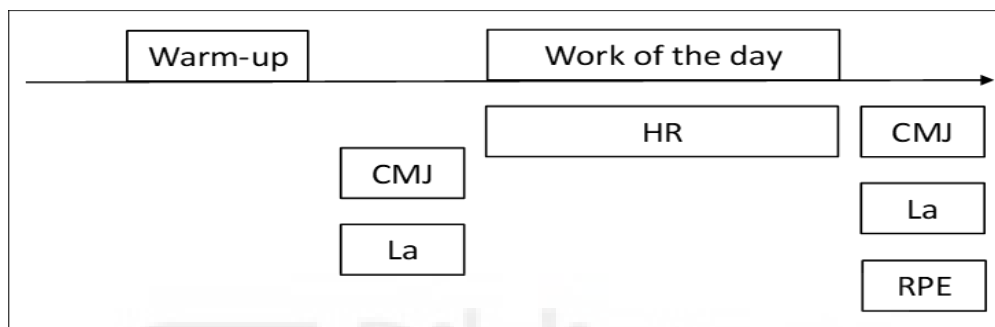 Warm-up
Work of the day
HR
CMJ
CMJ
La
La
RPE